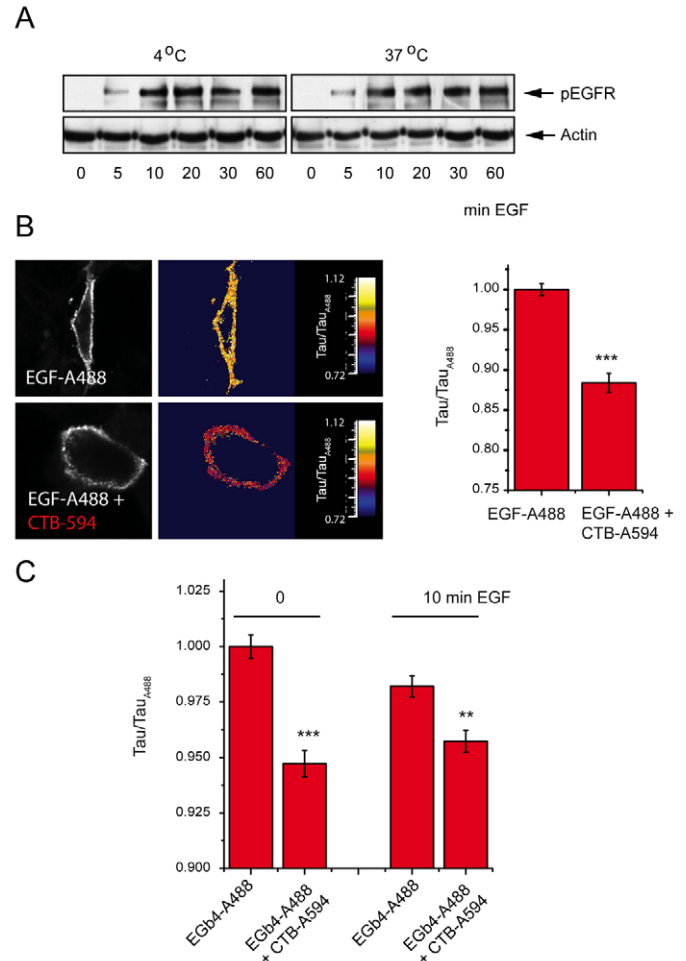 A
4 °C
37 °C
pEGFR
Actin
0 5 10 20 30 60 0 5 10 20 30 60
min EGF
B
EGF-A488
1.12
Tau/TauA488
0.72
EGF-A488 +
CTB-594
1.12
Tau/TauA488
0.72
Tau/TauA488
1.00
0.95
0.90
0.85
0.80
0.75
***
EGF-A488
EGF-A488 +
CTB-A594
C
Tau/TauA488
1.025
1.000
0.975
0.950
0.925
0.900
0
10 min EGF
***
**
EGb4-A488
EGb4-A488
+ CTB-A594
EGb4-A488
EGb4-A488
+ CTB-A594